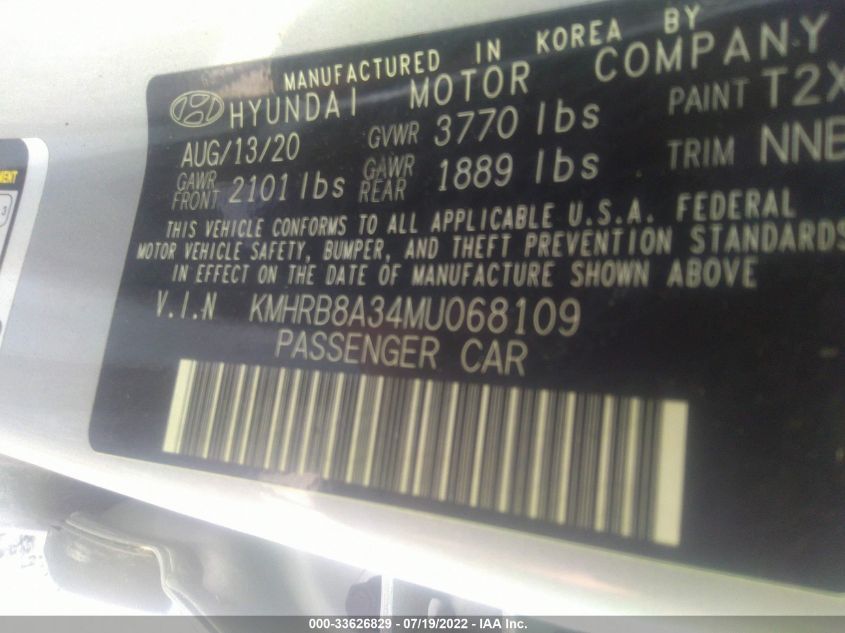 MANUFACTURED IN KOREA BY
HYUNDAI MOTOR COMPANY
AUG/13/20 GVWR 3770 lbs PAINT T2X
GAWR FRONT 2101 lbs GAWR REAR 1889 lbs TRIM NNB
THIS VEHICLE CONFORMS TO ALL APPLICABLE U.S.A. FEDERAL
MOTOR VEHICLE SAFETY, BUMPER, AND THEFT PREVENTION STANDARDS
IN EFFECT ON THE DATE OF MANUFACTURE SHOWN ABOVE
V.I.N KMHRB8A34MU068109
PASSENGER CAR
3
000-33626829 - 07/19/2022 - IAA Inc.